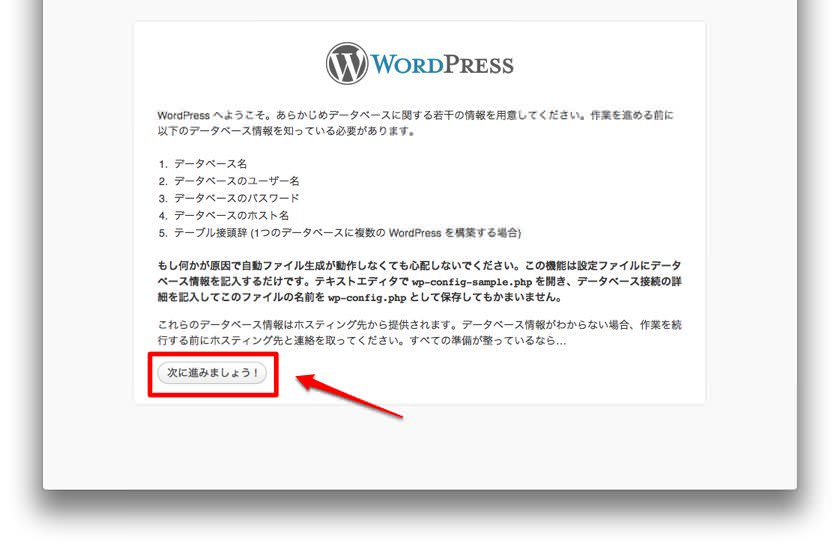 WORDPRESS
WordPress へようこそ。あらかじめデータベースに関する若干の情報を用意してください。作業を進める前に
以下のデータベース情報を知っている必要があります。
1. データベース名
2. データベースのユーザー名
3. データベースのパスワード
4. データベースのホスト名
5. テーブル接頭辞 (1つのデータベースに複数の WordPress を構築する場合)
もし何かが原因で自動ファイル生成が動作しなくても心配しないでください。この機能は設定ファイルにデータ
ベース情報を記入するだけです。テキストエディタで wp-config-sample.php を開き、データベース接続の詳
細を記入してこのファイルの名前を wp-config.php として保存してもかまいません。
これらのデータベース情報はホスティング先から提供されます。データベース情報がわからない場合、作業を続
行する前にホスティング先と連絡を取ってください。すべての準備が整っているなら…
次に進みましょう！